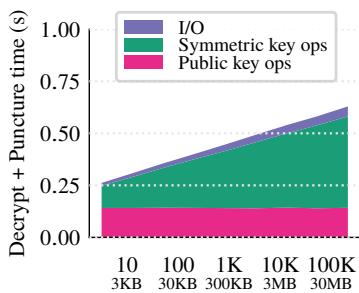 Decrypt + Puncture time (s)
1.00
0.75
0.50
0.25
0.00
I/O
Symmetric key ops
Public key ops
10 100 1K 10K 100K
3KB 30KB 300KB 3MB 30MB